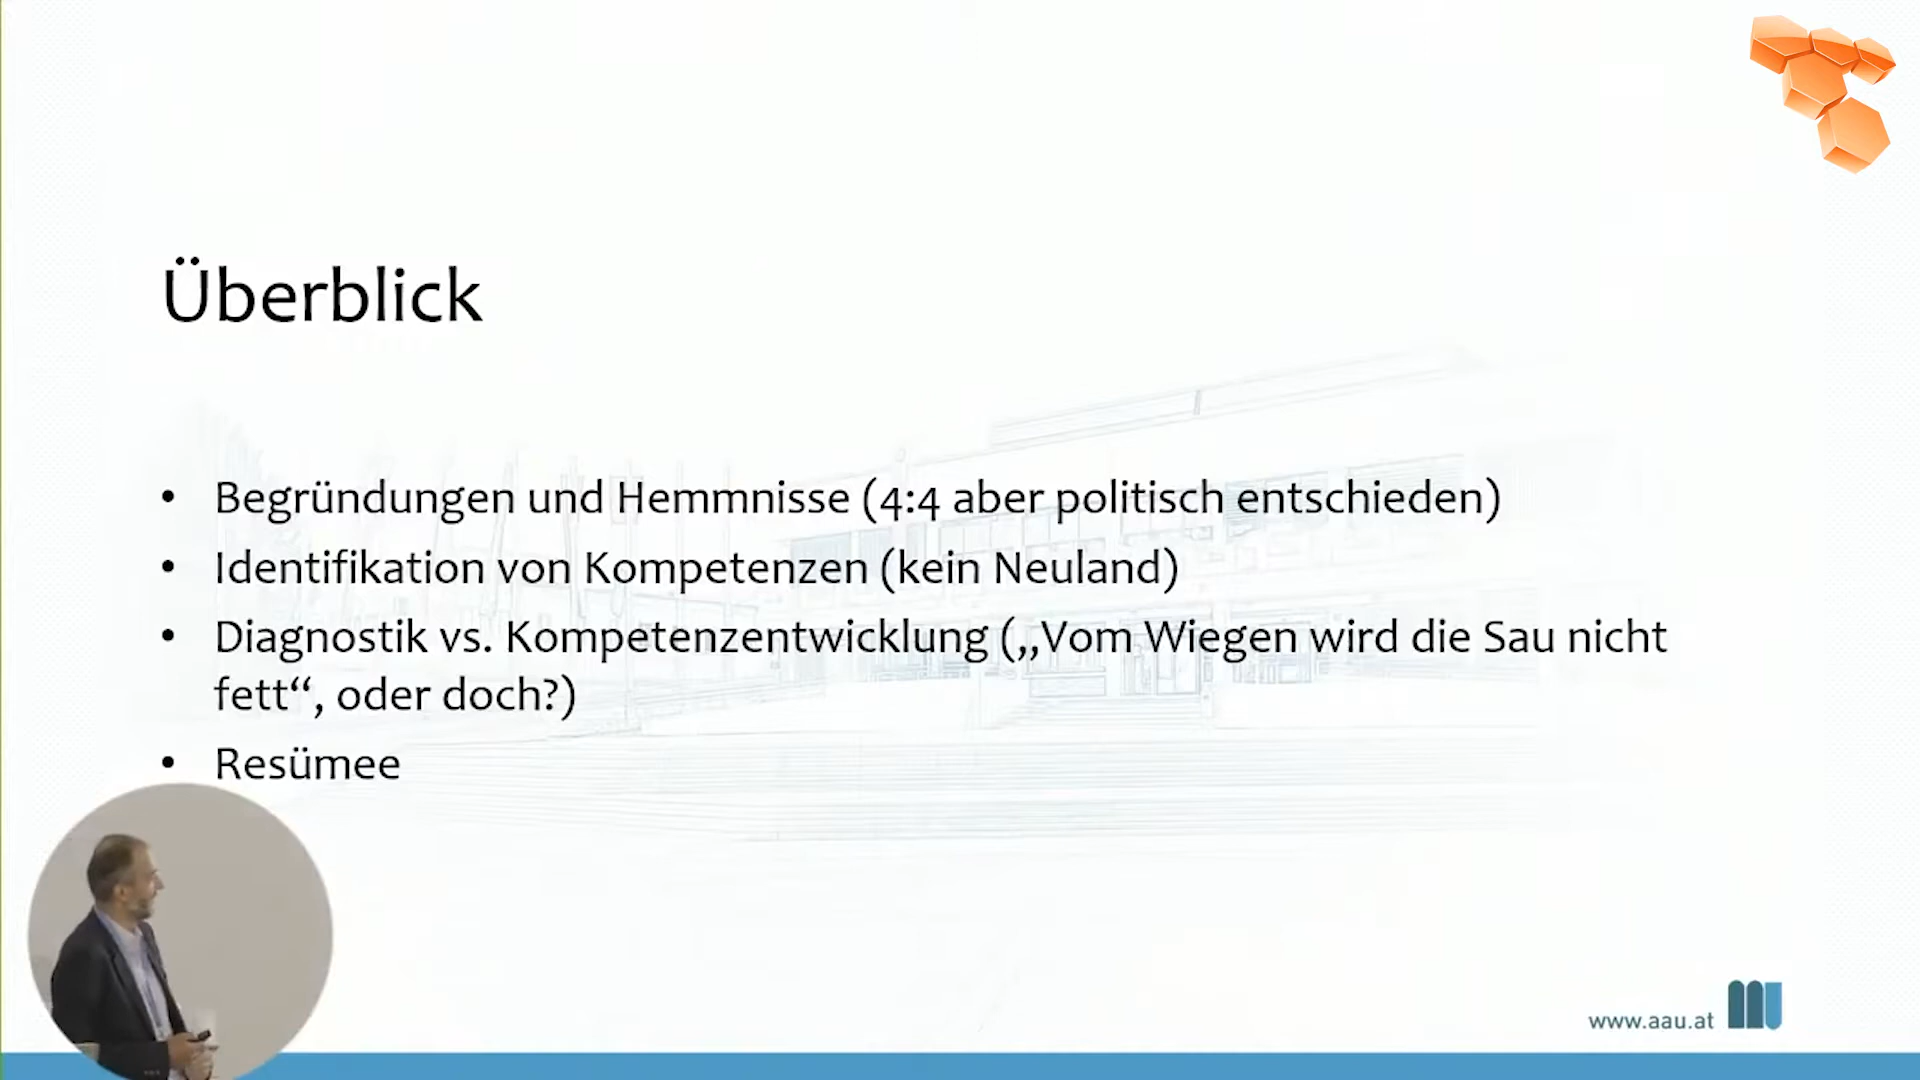 Überblick
• Begründungen und Hemmnisse (4:4 aber politisch entschieden)
• Identifikation von Kompetenzen (kein Neuland)
• Diagnostik vs. Kompetenzentwicklung („Vom Wiegen wird die Sau nicht
fett“, oder doch?)
• Resümee
www.aau.at